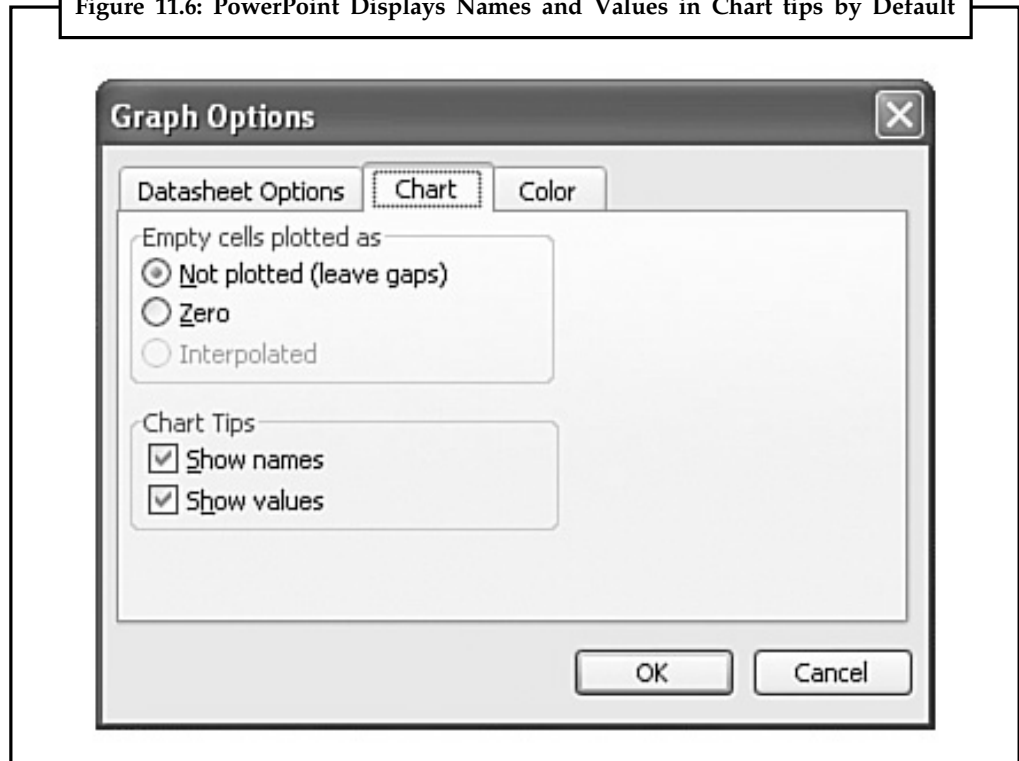 Figure 11.6: PowerPoint Displays Names and Values in Chart tips by Default
Graph Options
Datasheet Options Chart Color
Empty cells plotted as
Not plotted (leave gaps)
Zero
Interpolated
Chart Tips
Show names
Show values
OK Cancel